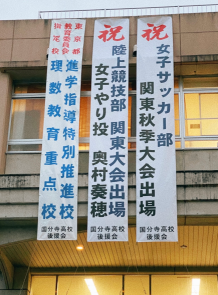 祝
女子サッカー部
関東秋季大会出場
国分寺高校
後援会
祝
陸上競技部 関東大会出場
女子やり投 奥村奏穂
国分寺高校
後援会
東京都
教育委員会
進学指導特別推進校
理数教育重点校
国分寺高校
後援会